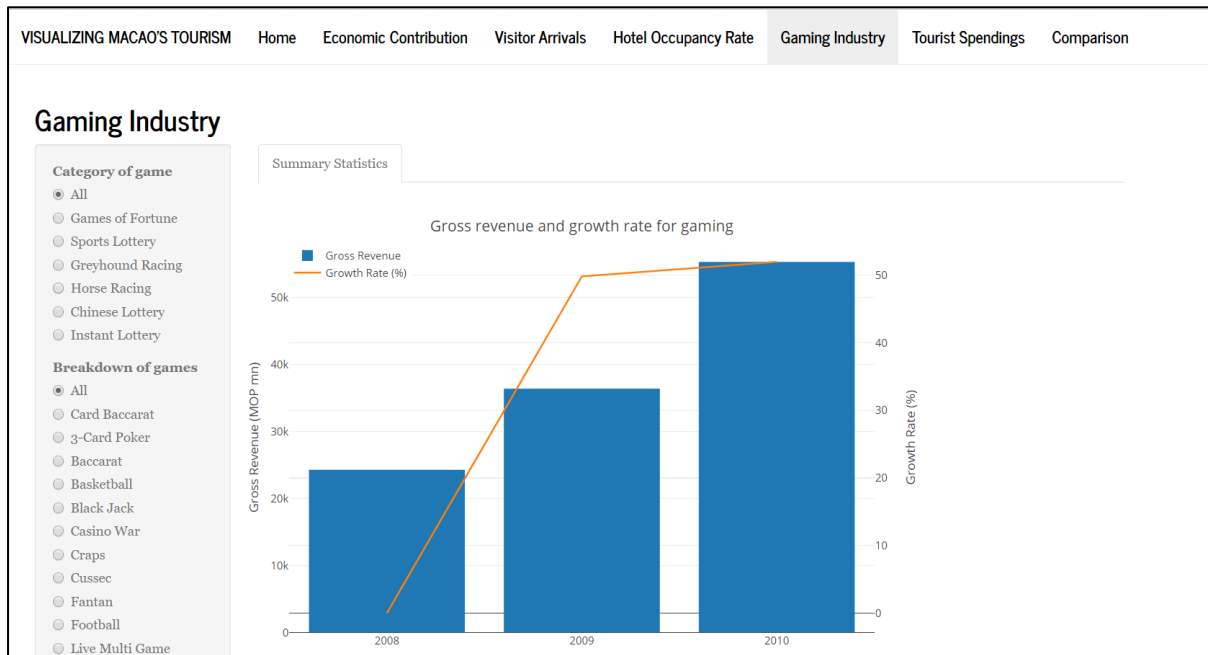 VISUALIZING MACAO'S TOURISM Home Economic Contribution Visitor Arrivals Hotel Occupancy Rate Gaming Industry Tourist Spendings Comparison
Gaming Industry
Category of game
All
Games of Fortune
Sports Lottery
Greyhound Racing
Horse Racing
Chinese Lottery
Instant Lottery
Breakdown of games
All
Card Baccarat
3-Card Poker
Baccarat
Basketball
Black Jack
Casino War
Craps
Cussec
Fantan
Football
Live Multi Game
Summary Statistics
Gross revenue and growth rate for gaming
Gross Revenue
Growth Rate (%)
Gross Revenue (MOP mn)
50k
40k
30k
20k
10k
0
2008 2009 2010
50
40
30
20
10
0
Growth Rate (%)